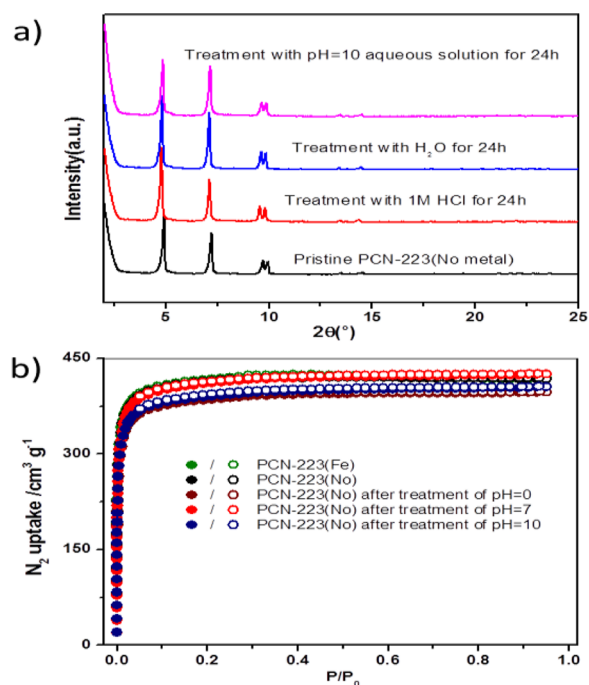 a)
Treatment with pH=10 aqueous solution for 24h
Treatment with H₂O for 24h
Treatment with 1M HCl for 24h
Pristine PCN-223(No metal)
Intensity(a.u.)
5 10 15 20 25
2Θ(°)
b)
450
300
150
0
N₂ uptake /cm³ g⁻¹
/ PCN-223(Fe)
/ PCN-223(No)
/ PCN-223(No) after treatment of pH=0
/ PCN-223(No) after treatment of pH=7
/ PCN-223(No) after treatment of pH=10
0.0 0.2 0.4 0.6 0.8 1.0
P/P₀